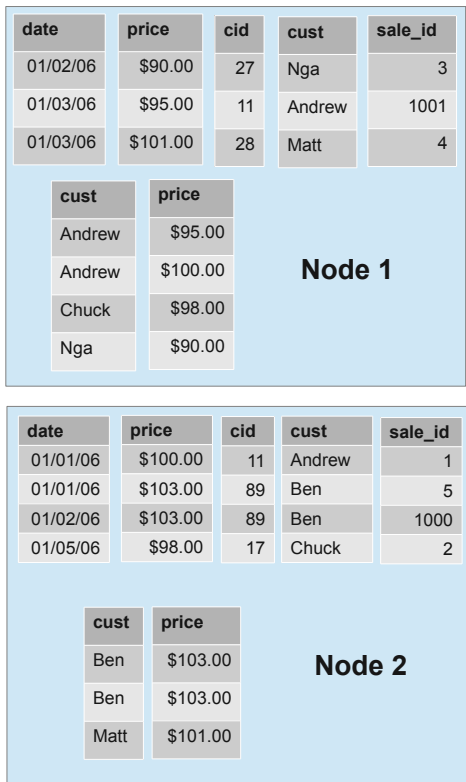 date price cid cust sale_id
01/02/06 $90.00 27 Nga 3
01/03/06 $95.00 11 Andrew 1001
01/03/06 $101.00 28 Matt 4
cust price
Andrew $95.00
Andrew $100.00
Chuck $98.00
Nga $90.00
Node 1
date price cid cust sale_id
01/01/06 $100.00 11 Andrew 1
01/01/06 $103.00 89 Ben 5
01/02/06 $103.00 89 Ben 1000
01/05/06 $98.00 17 Chuck 2
cust price
Ben $103.00
Ben $103.00
Matt $101.00
Node 2